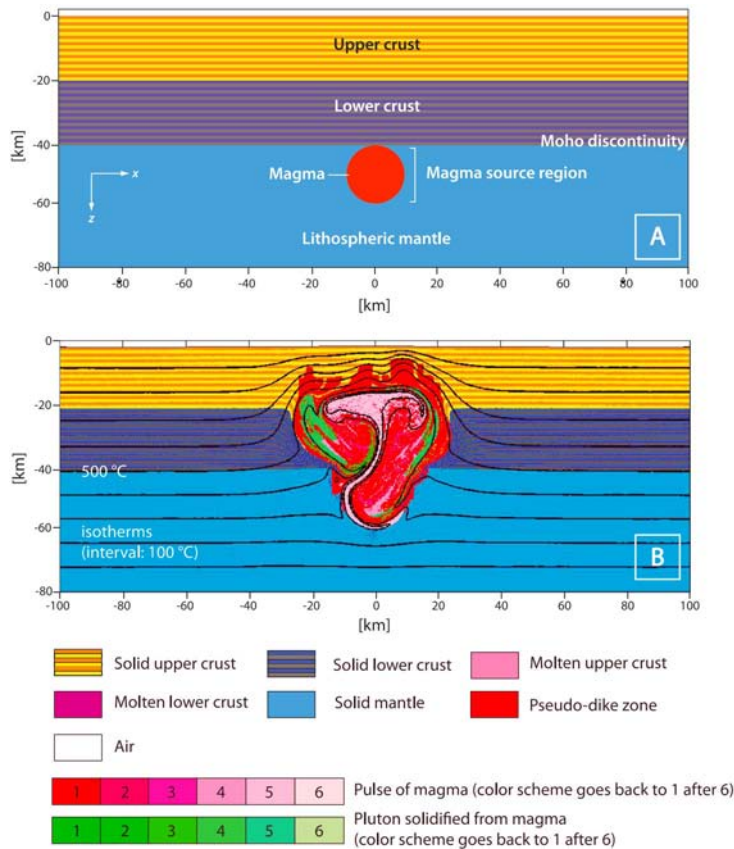 0
Upper crust
-20
Lower crust
[km]
-40
Moho discontinuity
Magma
Magma source region
x
z
-60
Lithospheric mantle
A
-80
-100 -80 -60 -40 -20 0 20 40 60 80 100
[km]
0
-20
[km]
-40
500 °C
-60
isotherms
(interval: 100 °C)
B
-80
-100 -80 -60 -40 -20 0 20 40 60 80 100
[km]
Solid upper crust Solid lower crust Molten upper crust
Molten lower crust Solid mantle Pseudo-dike zone
Air
1 2 3 4 5 6 Pulse of magma (color scheme goes back to 1 after 6)
1 2 3 4 5 6 Pluton solidified from magma
(color scheme goes back to 1 after 6)